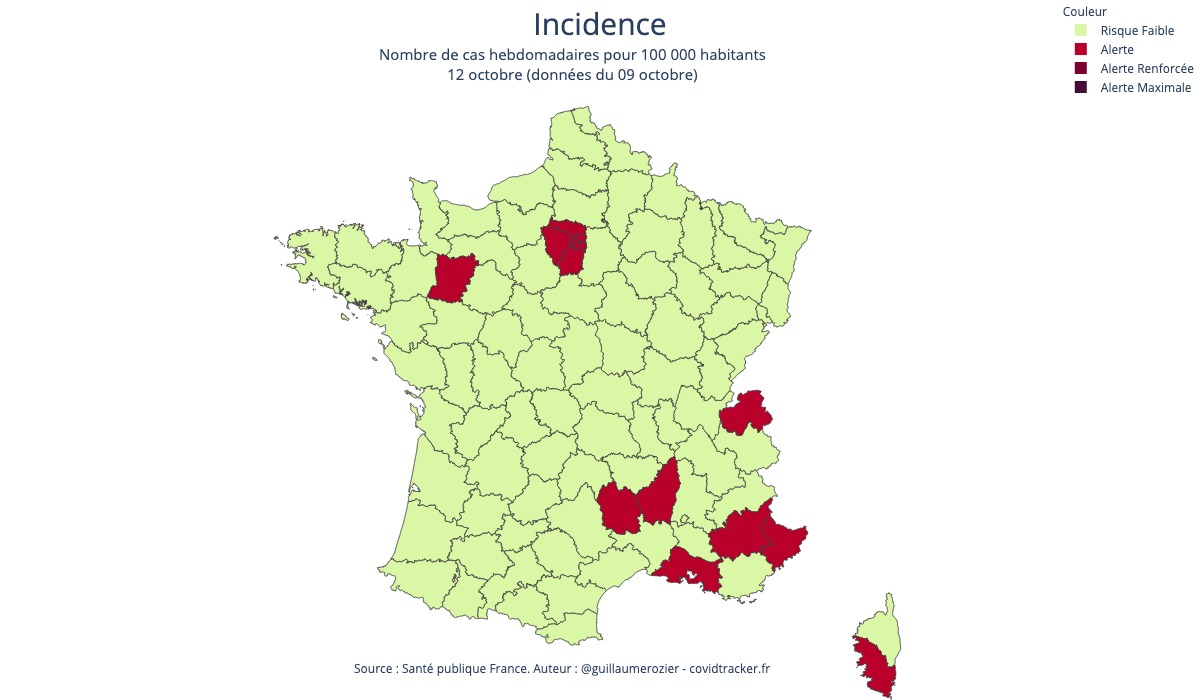 Incidence
Nombre de cas hebdomadaires pour 100 000 habitants
12 octobre (données du 09 octobre)
Couleur
Risque Faible
Alerte
Alerte Renforcée
Alerte Maximale
Source : Santé publique France. Auteur : @guillaumerozier - covidtracker.fr